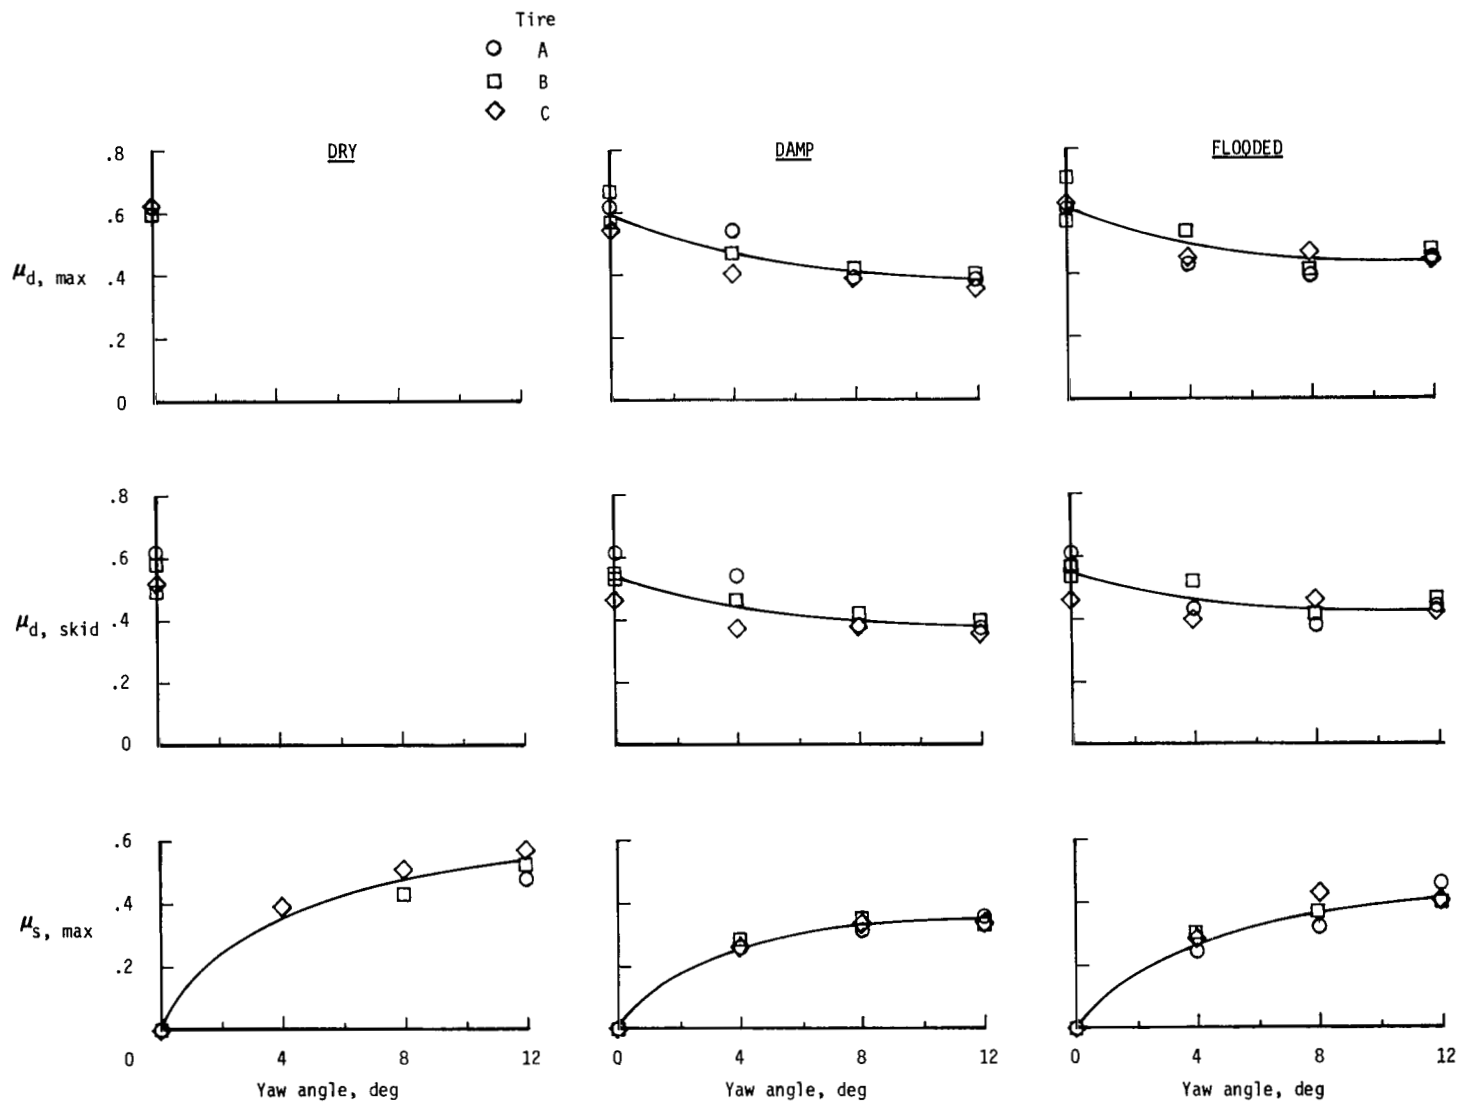 Tire
A
B
C
DRY
DAMP
FLOODED
.8
.6
μd, max .4
.2
0
.8
.6
μd, skid .4
.2
0
.6
.4
μs, max
.2
0 4 8 12 0 4 8 12 0 4 8 12
Yaw angle, deg Yaw angle, deg Yaw angle, deg